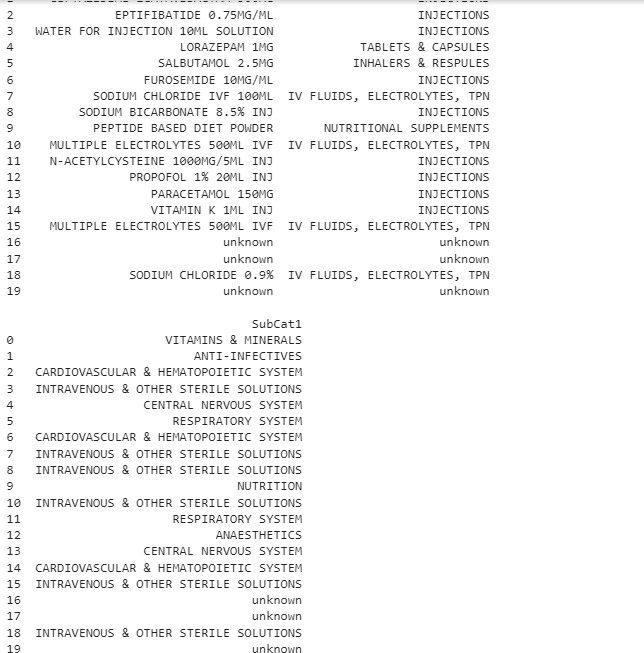 2 EPTIFIBATIDE 0.75MG/ML INJECTIONS
3 WATER FOR INJECTION 10ML SOLUTION INJECTIONS
4 LORAZEPAM 1MG TABLETS & CAPSULES
5 SALBUTAMOL 2.5MG INHALERS & RESPULES
6 FUROSEMIDE 10MG/ML INJECTIONS
7 SODIUM CHLORIDE IVF 100ML IV FLUIDS, ELECTROLYTES, TPN
8 SODIUM BICARBONATE 8.5% INJ INJECTIONS
9 PEPTIDE BASED DIET POWDER NUTRITIONAL SUPPLEMENTS
10 MULTIPLE ELECTROLYTES 500ML IVF IV FLUIDS, ELECTROLYTES, TPN
11 N-ACETYLCYSTEINE 1000MG/5ML INJ INJECTIONS
12 PROPOFOL 1% 20ML INJ INJECTIONS
13 PARACETAMOL 150MG INJECTIONS
14 VITAMIN K 1ML INJ INJECTIONS
15 MULTIPLE ELECTROLYTES 500ML IVF IV FLUIDS, ELECTROLYTES, TPN
16 unknown unknown
17 unknown unknown
18 SODIUM CHLORIDE 0.9% IV FLUIDS, ELECTROLYTES, TPN
19 unknown unknown
SubCat1
0 VITAMINS & MINERALS
1 ANTI-INFECTIVES
2 CARDIOVASCULAR & HEMATOPOIETIC SYSTEM
3 INTRAVENOUS & OTHER STERILE SOLUTIONS
4 CENTRAL NERVOUS SYSTEM
5 RESPIRATORY SYSTEM
6 CARDIOVASCULAR & HEMATOPOIETIC SYSTEM
7 INTRAVENOUS & OTHER STERILE SOLUTIONS
8 INTRAVENOUS & OTHER STERILE SOLUTIONS
9 NUTRITION
10 INTRAVENOUS & OTHER STERILE SOLUTIONS
11 RESPIRATORY SYSTEM
12 ANAESTHETICS
13 CENTRAL NERVOUS SYSTEM
14 CARDIOVASCULAR & HEMATOPOIETIC SYSTEM
15 INTRAVENOUS & OTHER STERILE SOLUTIONS
16 unknown
17 unknown
18 INTRAVENOUS & OTHER STERILE SOLUTIONS
19 unknown